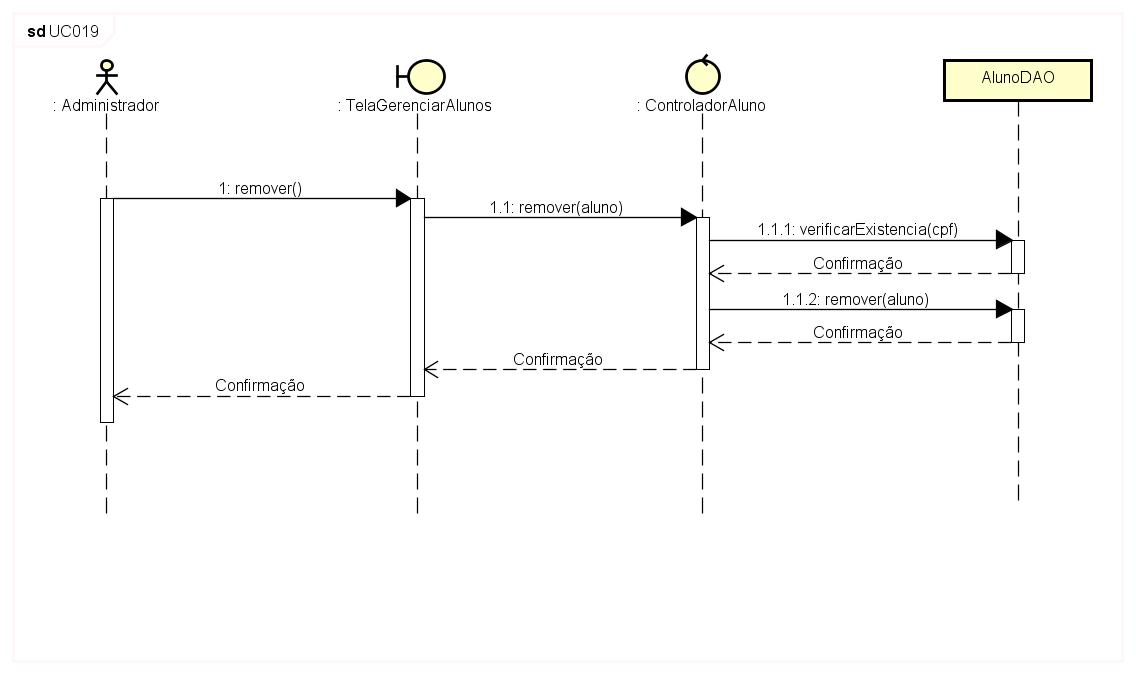 sd UC019
: Administrador
: TelaGerenciarAlunos
: ControladorAluno
AlunoDAO
1: remover()
1.1: remover(aluno)
1.1.1: verificarExistencia(cpf)
Confirmação
1.1.2: remover(aluno)
Confirmação
Confirmação
Confirmação